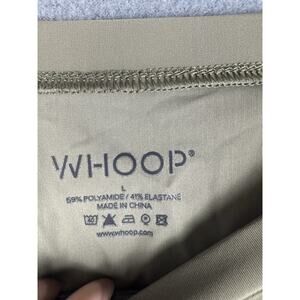 WHOOP®
L
59% POLYAMIDE / 41% ELASTANE
MADE IN CHINA
www.whoop.com